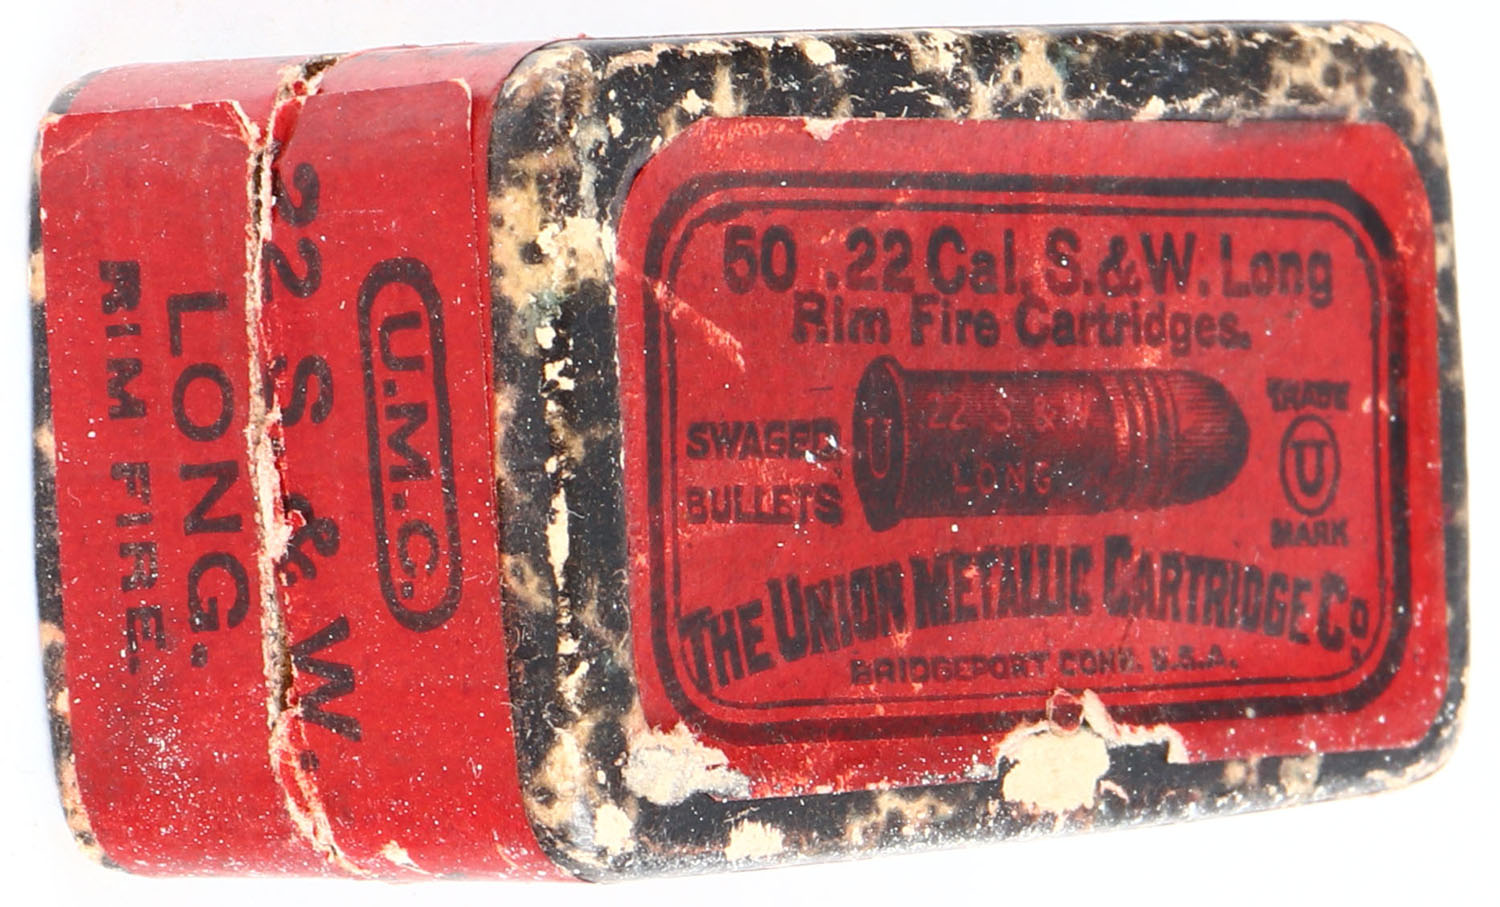 50 .22 Cal. S.&W. Long
Rim Fire Cartridges.
SWAGED
BULLETS
U
.22 S. & W.
LONG
TRADE
U
MARK
THE UNION METALLIC CARTRIDGE Co.
BRIDGEPORT CONN. U.S.A.
U.M.C.
22 S. & W.
LONG.
RIM FIRE.